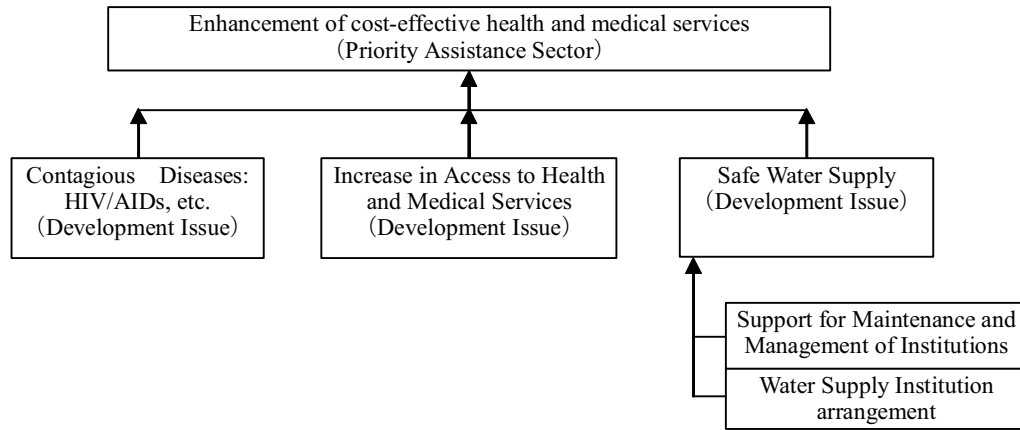 Enhancement of cost-effective health and medical services
（Priority Assistance Sector）
Contagious Diseases:
HIV/AIDs, etc.
（Development Issue）
Increase in Access to Health
and Medical Services
（Development Issue）
Safe Water Supply
（Development Issue）
Support for Maintenance and
Management of Institutions
Water Supply Institution
arrangement